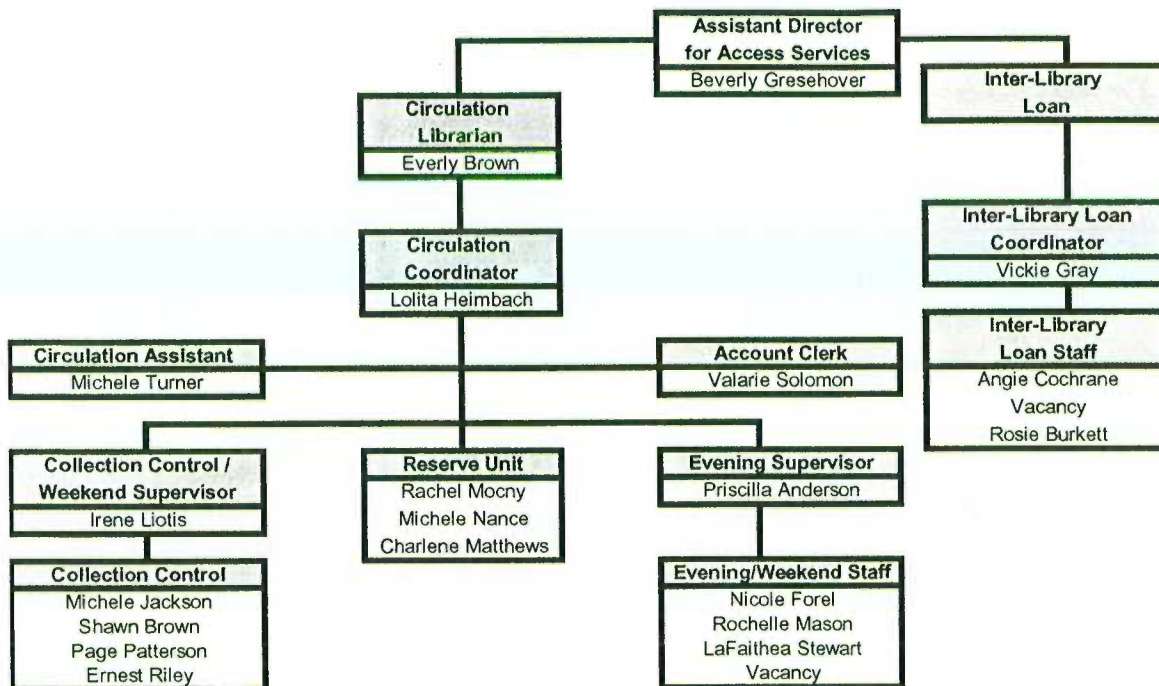 Assistant Director
for Access Services
Beverly Gresehover
Inter-Library
Loan
Circulation
Librarian
Everly Brown
Inter-Library Loan
Coordinator
Vickie Gray
Circulation
Coordinator
Lolita Heimbach
Inter-Library
Loan Staff
Angie Cochrane
Vacancy
Rosie Burkett
Circulation Assistant
Michele Turner
Account Clerk
Valarie Solomon
Collection Control /
Weekend Supervisor
Irene Liotis
Reserve Unit
Rachel Mocny
Michele Nance
Charlene Matthews
Evening Supervisor
Priscilla Anderson
Collection Control
Michele Jackson
Shawn Brown
Page Patterson
Ernest Riley
Evening/Weekend Staff
Nicole Forel
Rochelle Mason
LaFaithea Stewart
Vacancy